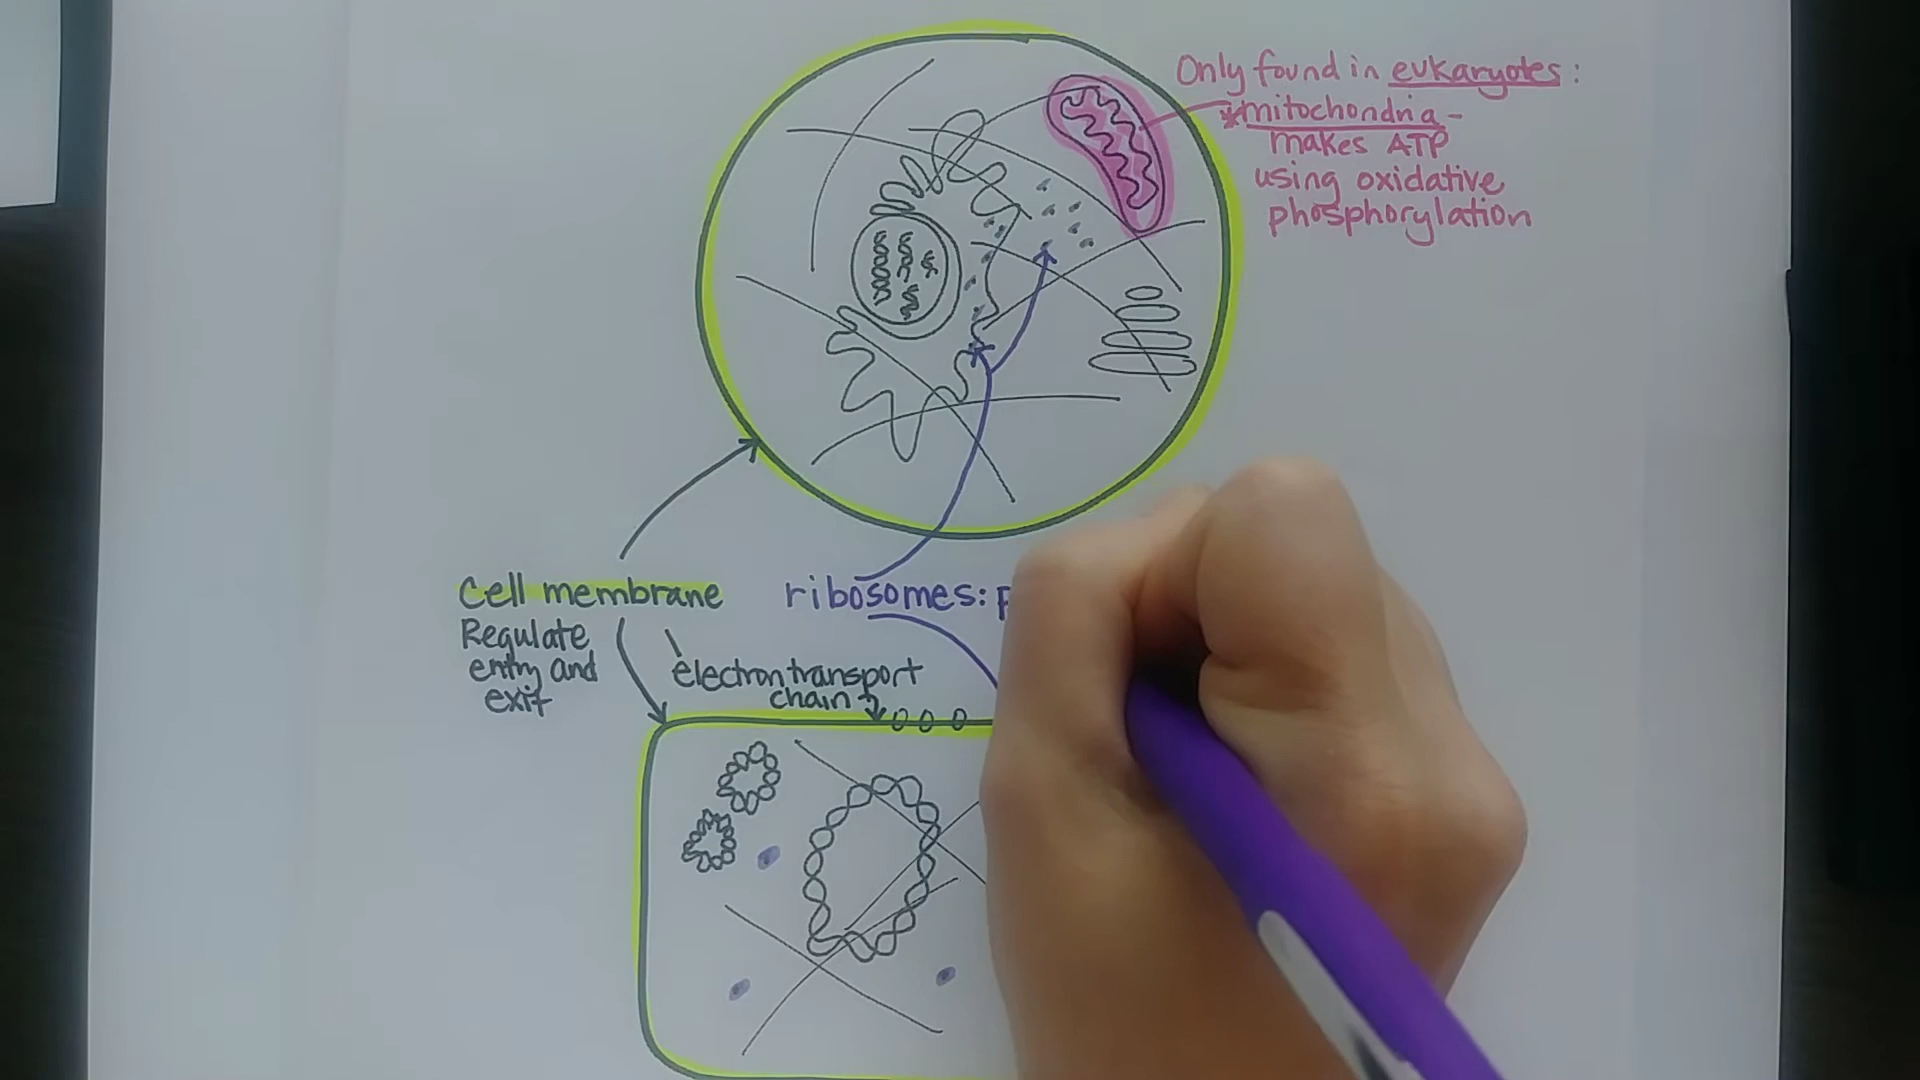 Only found in eukaryotes:
*mitochondria-
makes ATP
using oxidative
phosphorylation
Cell membrane
Regulate
entry and
exit
ribosomes: p
electron transport
chain